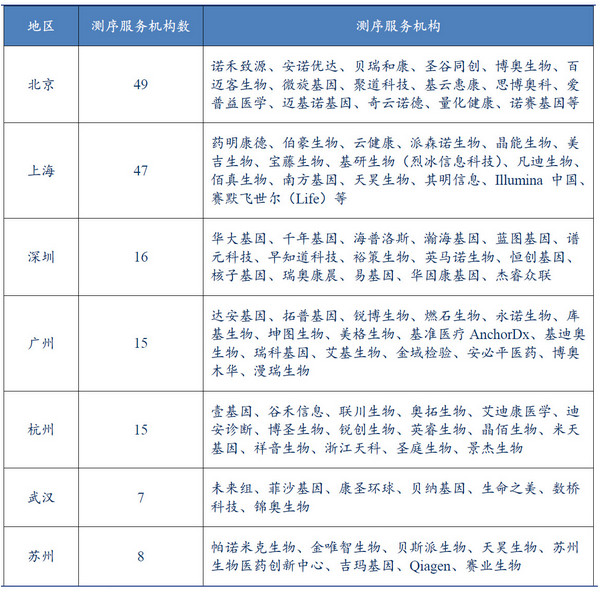 地区 测序服务机构数 测序服务机构
北京 49 诺禾致源、安诺优达、贝瑞和康、圣谷同创、博奥生物、百
迈客生物、微旋基因、聚道科技、基云惠康、思博奥科、爱
普益医学、迈基诺基因、奇云诺德、量化健康、诺赛基因等
上海 47 药明康德、伯豪生物、云健康、派森诺生物、晶能生物、美
吉生物、宝藤生物、基研生物（烈冰信息科技）、凡迪生物、
佰真生物、南方基因、天昊生物、其明信息、Illumina 中国、
赛默飞世尔（Life）等
深圳 16 华大基因、千年基因、海普洛斯、瀚海基因、蓝图基因、谱
元科技、早知道科技、裕策生物、英马诺生物、恒创基因、
核子基因、瑞奥康晨、易基因、华因康基因、杰睿众联
广州 15 达安基因、拓普基因、锐博生物、燃石生物、永诺生物、库
基生物、坤图生物、美格生物、基准医疗 AnchorDx、基迪奥
生物、瑞科基因、艾基生物、金域检验、安必平医药、博奥
木华、漫瑞生物
杭州 15 壹基因、谷禾信息、联川生物、奥拓生物、艾迪康医学、迪
安诊断、博圣生物、锐创生物、英睿生物、晶佰生物、米天
基因、祥音生物、浙江天科、圣庭生物、景杰生物
武汉 7 未来组、菲沙基因、康圣环球、贝纳基因、生命之美、数桥
科技、锦奥生物
苏州 8 帕诺米克生物、金唯智生物、贝斯派生物、天昊生物、苏州
生物医药创新中心、吉玛基因、Qiagen、赛业生物